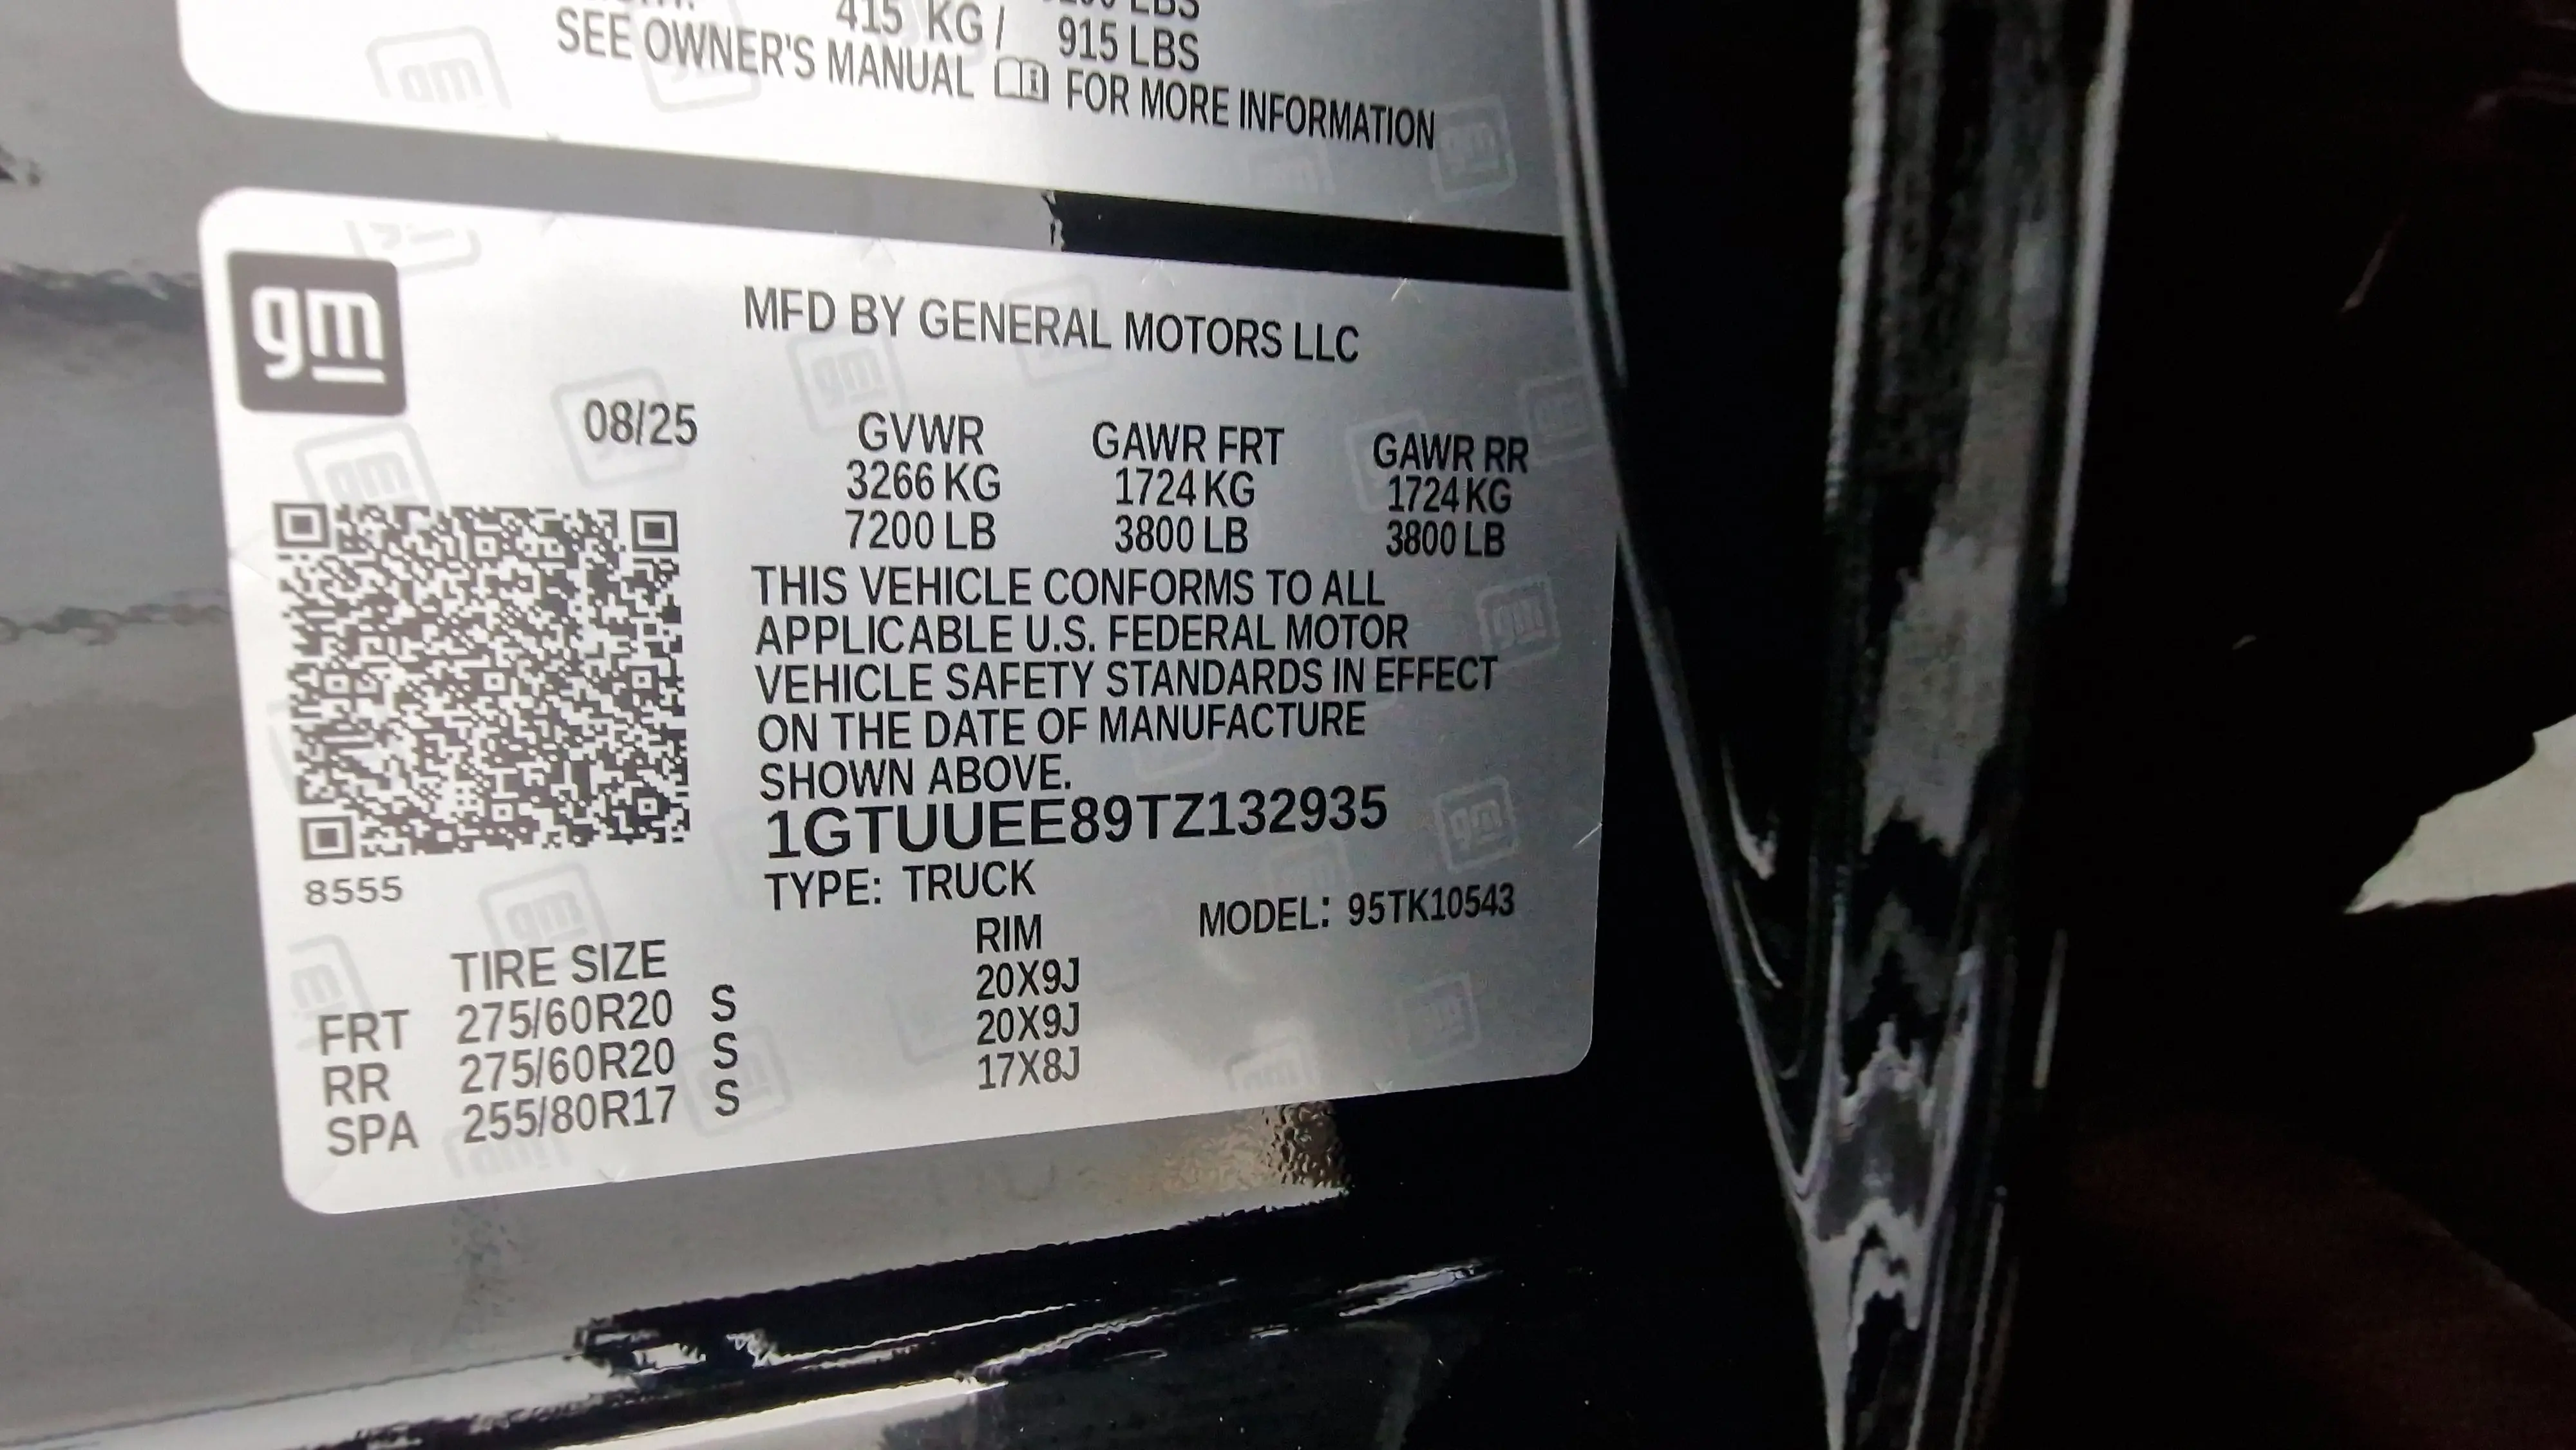 415 KG / 915 LBS
SEE OWNER'S MANUAL FOR MORE INFORMATION
gm
MFD BY GENERAL MOTORS LLC
08/25
GVWR GAWR FRT GAWR RR
3266 KG 1724 KG 1724 KG
7200 LB 3800 LB 3800 LB
THIS VEHICLE CONFORMS TO ALL
APPLICABLE U.S. FEDERAL MOTOR
VEHICLE SAFETY STANDARDS IN EFFECT
ON THE DATE OF MANUFACTURE
SHOWN ABOVE.
1GTUUEE89TZ132935
8555
TYPE: TRUCK
MODEL: 95TK10543
TIRE SIZE RIM
FRT 275/60R20 S 20X9J
RR 275/60R20 S 20X9J
SPA 255/80R17 S 17X8J